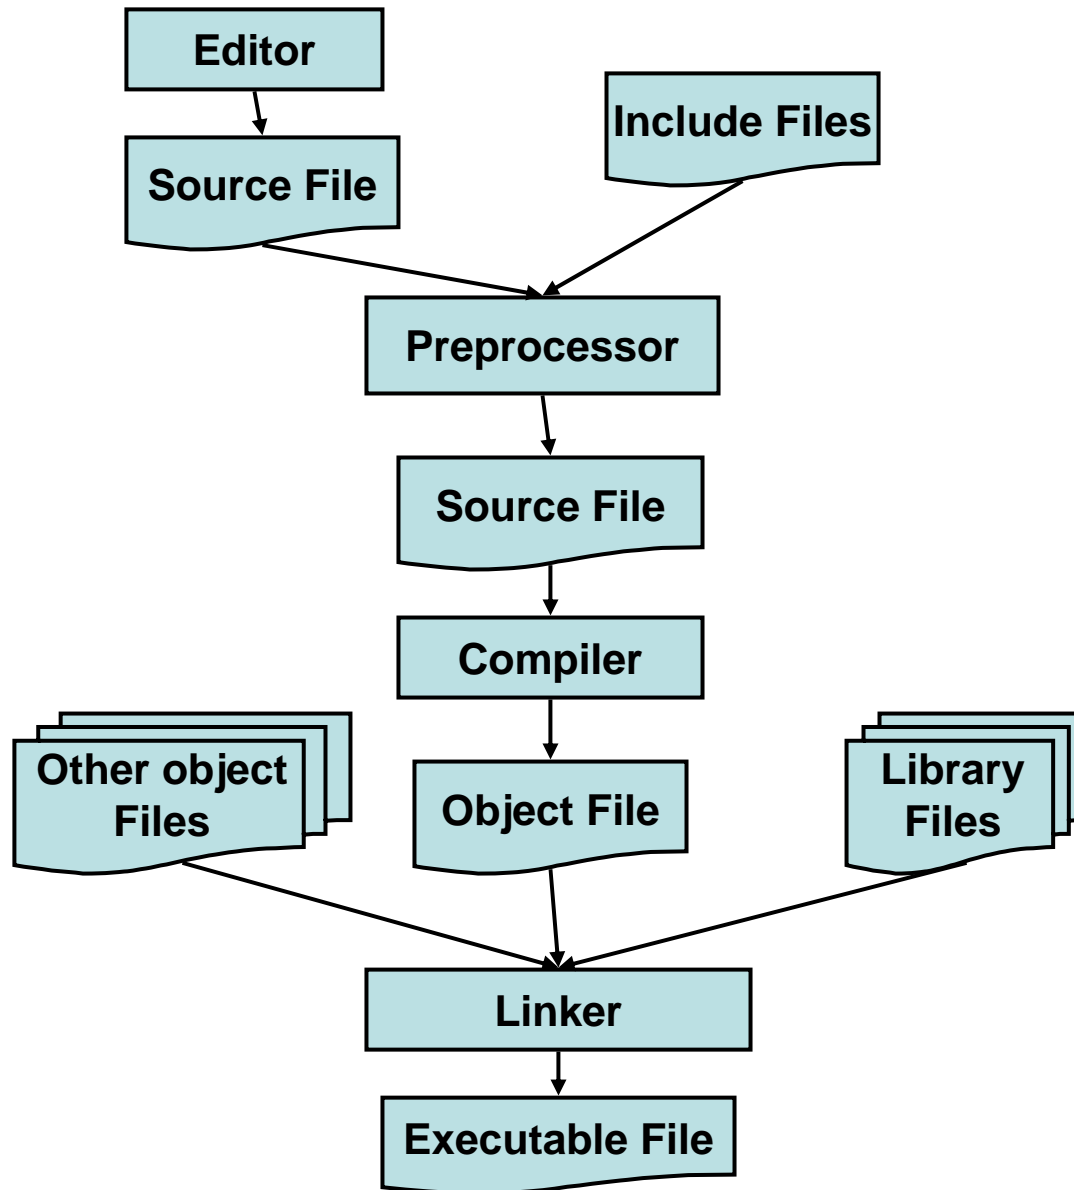 Editor
Include Files
Source File
Preprocessor
Source File
Compiler
Other object
Files
Object File
Library
Files
Linker
Executable File